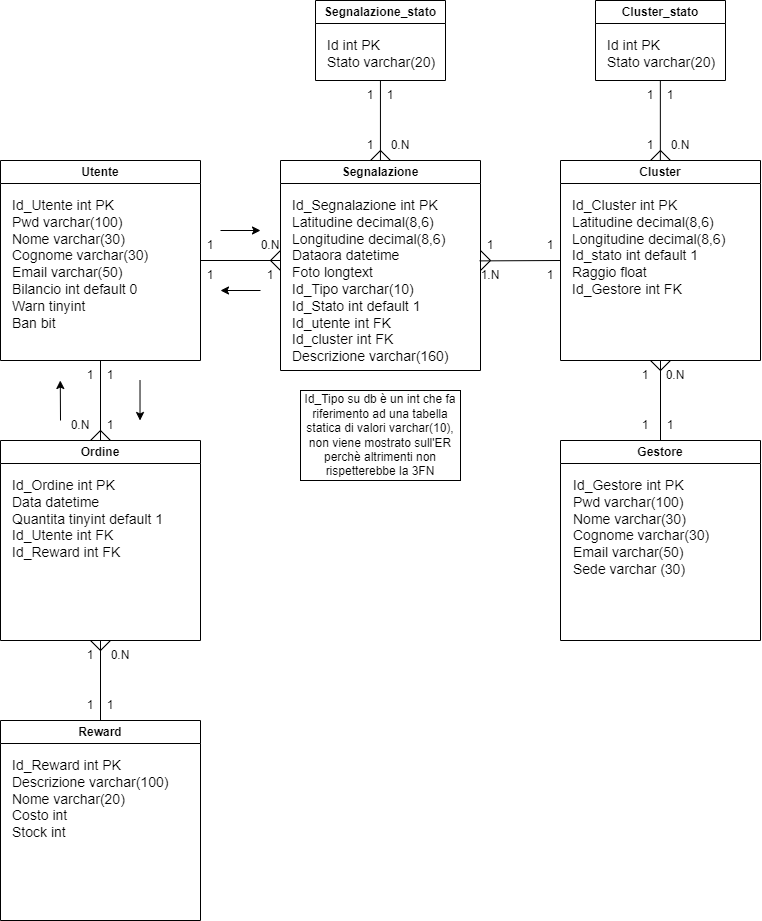 Segnalazione_stato
Id int PK
Stato varchar(20)
Cluster_stato
Id int PK
Stato varchar(20)
1 1
1 0.N
1 1
1 0.N
Utente
Id_Utente int PK
Pwd varchar(100)
Nome varchar(30)
Cognome varchar(30)
Email varchar(50)
Bilancio int default 0
Warn tinyint
Ban bit
1 0.N
1 1
Segnalazione
Id_Segnalazione int PK
Latitudine decimal(8,6)
Longitudine decimal(8,6)
Dataora datetime
Foto longtext
Id_Tipo varchar(10)
Id_Stato int default 1
Id_utente int FK
Id_cluster int FK
Descrizione varchar(160)
1 1
1.N 1
Cluster
Id_Cluster int PK
Latitudine decimal(8,6)
Longitudine decimal(8,6)
Id_stato int default 1
Raggio float
Id_Gestore int FK
1 1
0.N 1
Id_Tipo su db è un int che fa
riferimento ad una tabella
statica di valori varchar(10),
non viene mostrato sull'ER
perchè altrimenti non
rispetterebbe la 3FN
1 0.N
1 1
Ordine
Id_Ordine int PK
Data datetime
Quantita tinyint default 1
Id_Utente int FK
Id_Reward int FK
Gestore
Id_Gestore int PK
Pwd varchar(100)
Nome varchar(30)
Cognome varchar(30)
Email varchar(50)
Sede varchar (30)
1 0.N
1 1
Reward
Id_Reward int PK
Descrizione varchar(100)
Nome varchar(20)
Costo int
Stock int